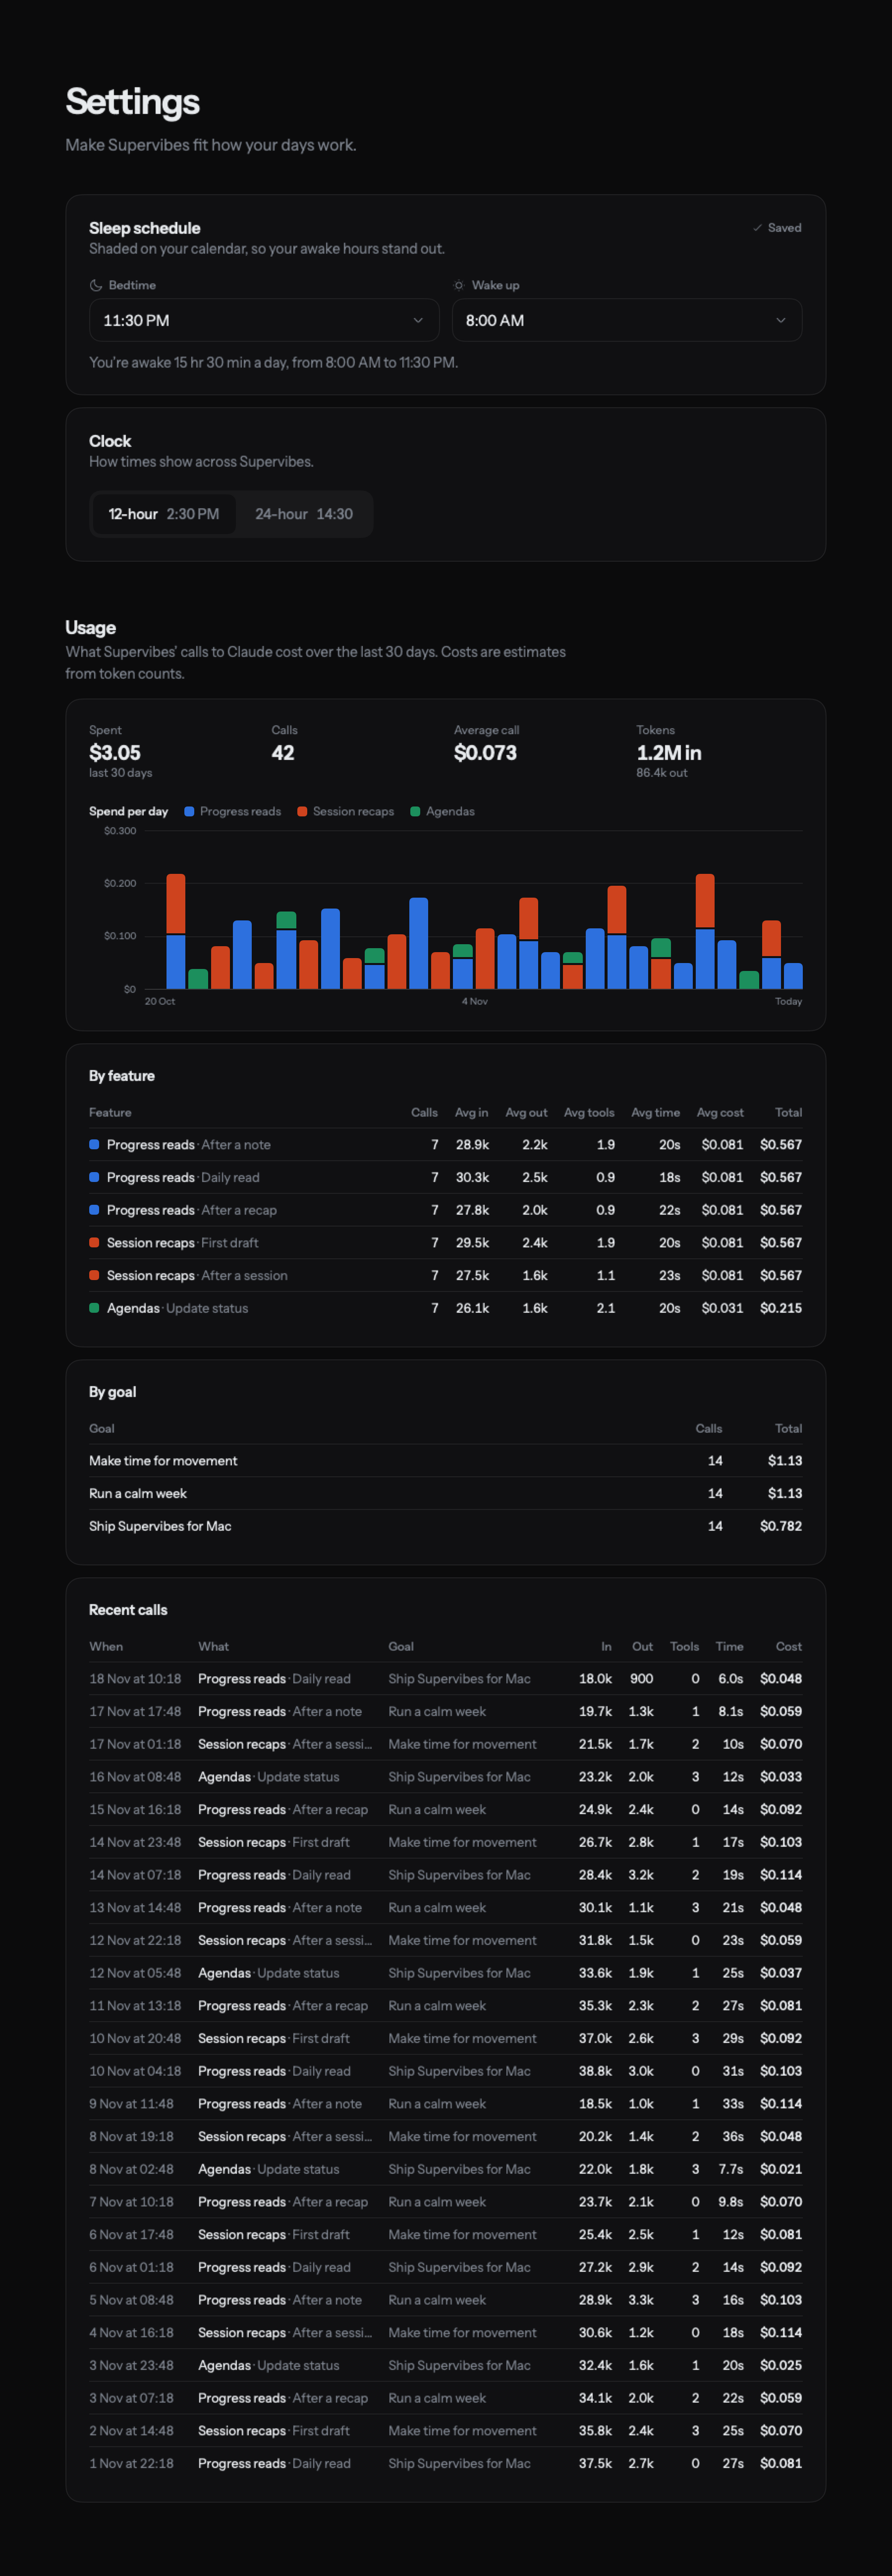 Settings
Make Supervibes fit how your days work.
Sleep schedule
Saved
Shaded on your calendar, so your awake hours stand out.
Bedtime
Wake up
11:30 PM
8:00 AM
You're awake 15 hr 30 min a day, from 8:00 AM to 11:30 PM.
Clock
How times show across Supervibes.
12-hour 2:30 PM 24-hour 14:30
Usage
What Supervibes' calls to Claude cost over the last 30 days. Costs are estimates
from token counts.
Spent Calls Average call Tokens
$3.05 42 $0.073 1.2M in
last 30 days 86.4k out
Spend per day Progress reads Session recaps Agendas
$0.300
$0.200
$0.100
$0
20 Oct 4 Nov Today
By feature
Feature Calls Avg in Avg out Avg tools Avg time Avg cost Total
Progress reads · After a note 7 28.9k 2.2k 1.9 20s $0.081 $0.567
Progress reads · Daily read 7 30.3k 2.5k 0.9 18s $0.081 $0.567
Progress reads · After a recap 7 27.8k 2.0k 0.9 22s $0.081 $0.567
Session recaps · First draft 7 29.5k 2.4k 1.9 20s $0.081 $0.567
Session recaps · After a session 7 27.5k 1.6k 1.1 23s $0.081 $0.567
Agendas · Update status 7 26.1k 1.6k 2.1 20s $0.031 $0.215
By goal
Goal Calls Total
Make time for movement 14 $1.13
Run a calm week 14 $1.13
Ship Supervibes for Mac 14 $0.782
Recent calls
When What Goal In Out Tools Time Cost
18 Nov at 10:18 Progress reads · Daily read Ship Supervibes for Mac 18.0k 900 0 6.0s $0.048
17 Nov at 17:48 Progress reads · After a note Run a calm week 19.7k 1.3k 1 8.1s $0.059
17 Nov at 01:18 Session recaps · After a sessi... Make time for movement 21.5k 1.7k 2 10s $0.070
16 Nov at 08:48 Agendas · Update status Ship Supervibes for Mac 23.2k 2.0k 3 12s $0.033
15 Nov at 16:18 Progress reads · After a recap Run a calm week 24.9k 2.4k 0 14s $0.092
14 Nov at 23:48 Session recaps · First draft Make time for movement 26.7k 2.8k 1 17s $0.103
14 Nov at 07:18 Progress reads · Daily read Ship Supervibes for Mac 28.4k 3.2k 2 19s $0.114
13 Nov at 14:48 Progress reads · After a note Run a calm week 30.1k 1.1k 3 21s $0.048
12 Nov at 22:18 Session recaps · After a sessi... Make time for movement 31.8k 1.5k 0 23s $0.059
12 Nov at 05:48 Agendas · Update status Ship Supervibes for Mac 33.6k 1.9k 1 25s $0.037
11 Nov at 13:18 Progress reads · After a recap Run a calm week 35.3k 2.3k 2 27s $0.081
10 Nov at 20:48 Session recaps · First draft Make time for movement 37.0k 2.6k 3 29s $0.092
10 Nov at 04:18 Progress reads · Daily read Ship Supervibes for Mac 38.8k 3.0k 0 31s $0.103
9 Nov at 11:48 Progress reads · After a note Run a calm week 18.5k 1.0k 1 33s $0.114
8 Nov at 19:18 Session recaps · After a sessi... Make time for movement 20.2k 1.4k 2 36s $0.048
8 Nov at 02:48 Agendas · Update status Ship Supervibes for Mac 22.0k 1.8k 3 7.7s $0.021
7 Nov at 10:18 Progress reads · After a recap Run a calm week 23.7k 2.1k 0 9.8s $0.070
6 Nov at 17:48 Session recaps · First draft Make time for movement 25.4k 2.5k 1 12s $0.081
6 Nov at 01:18 Progress reads · Daily read Ship Supervibes for Mac 27.2k 2.9k 2 14s $0.092
5 Nov at 08:48 Progress reads · After a note Run a calm week 28.9k 3.3k 3 16s $0.103
4 Nov at 16:18 Session recaps · After a sessi... Make time for movement 30.6k 1.2k 0 18s $0.114
3 Nov at 23:48 Agendas · Update status Ship Supervibes for Mac 32.4k 1.6k 1 20s $0.025
3 Nov at 07:18 Progress reads · After a recap Run a calm week 34.1k 2.0k 2 22s $0.059
2 Nov at 14:48 Session recaps · First draft Make time for movement 35.8k 2.4k 3 25s $0.070
1 Nov at 22:18 Progress reads · Daily read Ship Supervibes for Mac 37.5k 2.7k 0 27s $0.081